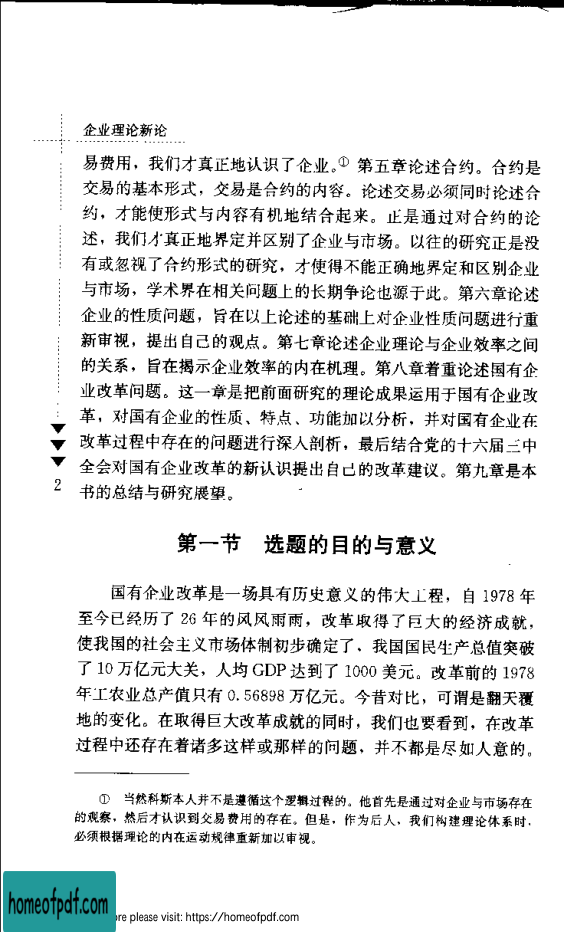 企业理论新论
易费用，我们才真正地认识了企业。① 第五章论述合约。合约是
交易的基本形式，交易是合约的内容。论述交易必须同时论述合
约，才能使形式与内容有机地结合起来。正是通过对合约的论
述，我们才真正地界定并区别了企业与市场。以往的研究正是没
有或忽视了合约形式的研究，才使得不能正确地界定和区别企业
与市场，学术界在相关问题上的长期争论也源于此。第六章论述
企业的性质问题，旨在以上论述的基础上对企业性质问题进行重
新审视，提出自己的观点。第七章论述企业理论与企业效率之间
的关系，旨在揭示企业效率的内在机理。第八章着重论述国有企
业改革问题。这一章是把前面研究的理论成果运用于国有企业改
革，对国有企业的性质、特点、功能加以分析，并对国有企业在
改革过程中存在的问题进行深入剖析，最后结合党的十六届三中
全会对国有企业改革的新认识提出自己的改革建议。第九章是本
书的总结与研究展望。
2
第一节 选题的目的与意义
国有企业改革是一场具有历史意义的伟大工程，自 1978 年
至今已经历了 26 年的风风雨雨，改革取得了巨大的经济成就，
使我国的社会主义市场体制初步确定了，我国国民生产总值突破
了 10 万亿元大关，人均 GDP 达到了 1000 美元。改革前的 1978
年工农业总产值只有 0.56898 万亿元。今昔对比，可谓是翻天覆
地的变化。在取得巨大改革成就的同时，我们也要看到，在改革
过程中还存在着诸多这样或那样的问题，并不都是尽如人意的。
① 当然科斯本人并不是遵循这个逻辑过程的。他首先是通过对企业与市场存在
的观察，然后才认识到交易费用的存在。但是，作为后人，我们构建理论体系时，
必须根据理论的内在运动规律重新加以审视。
homeofpdf.com
re please visit: https://homeofpdf.com